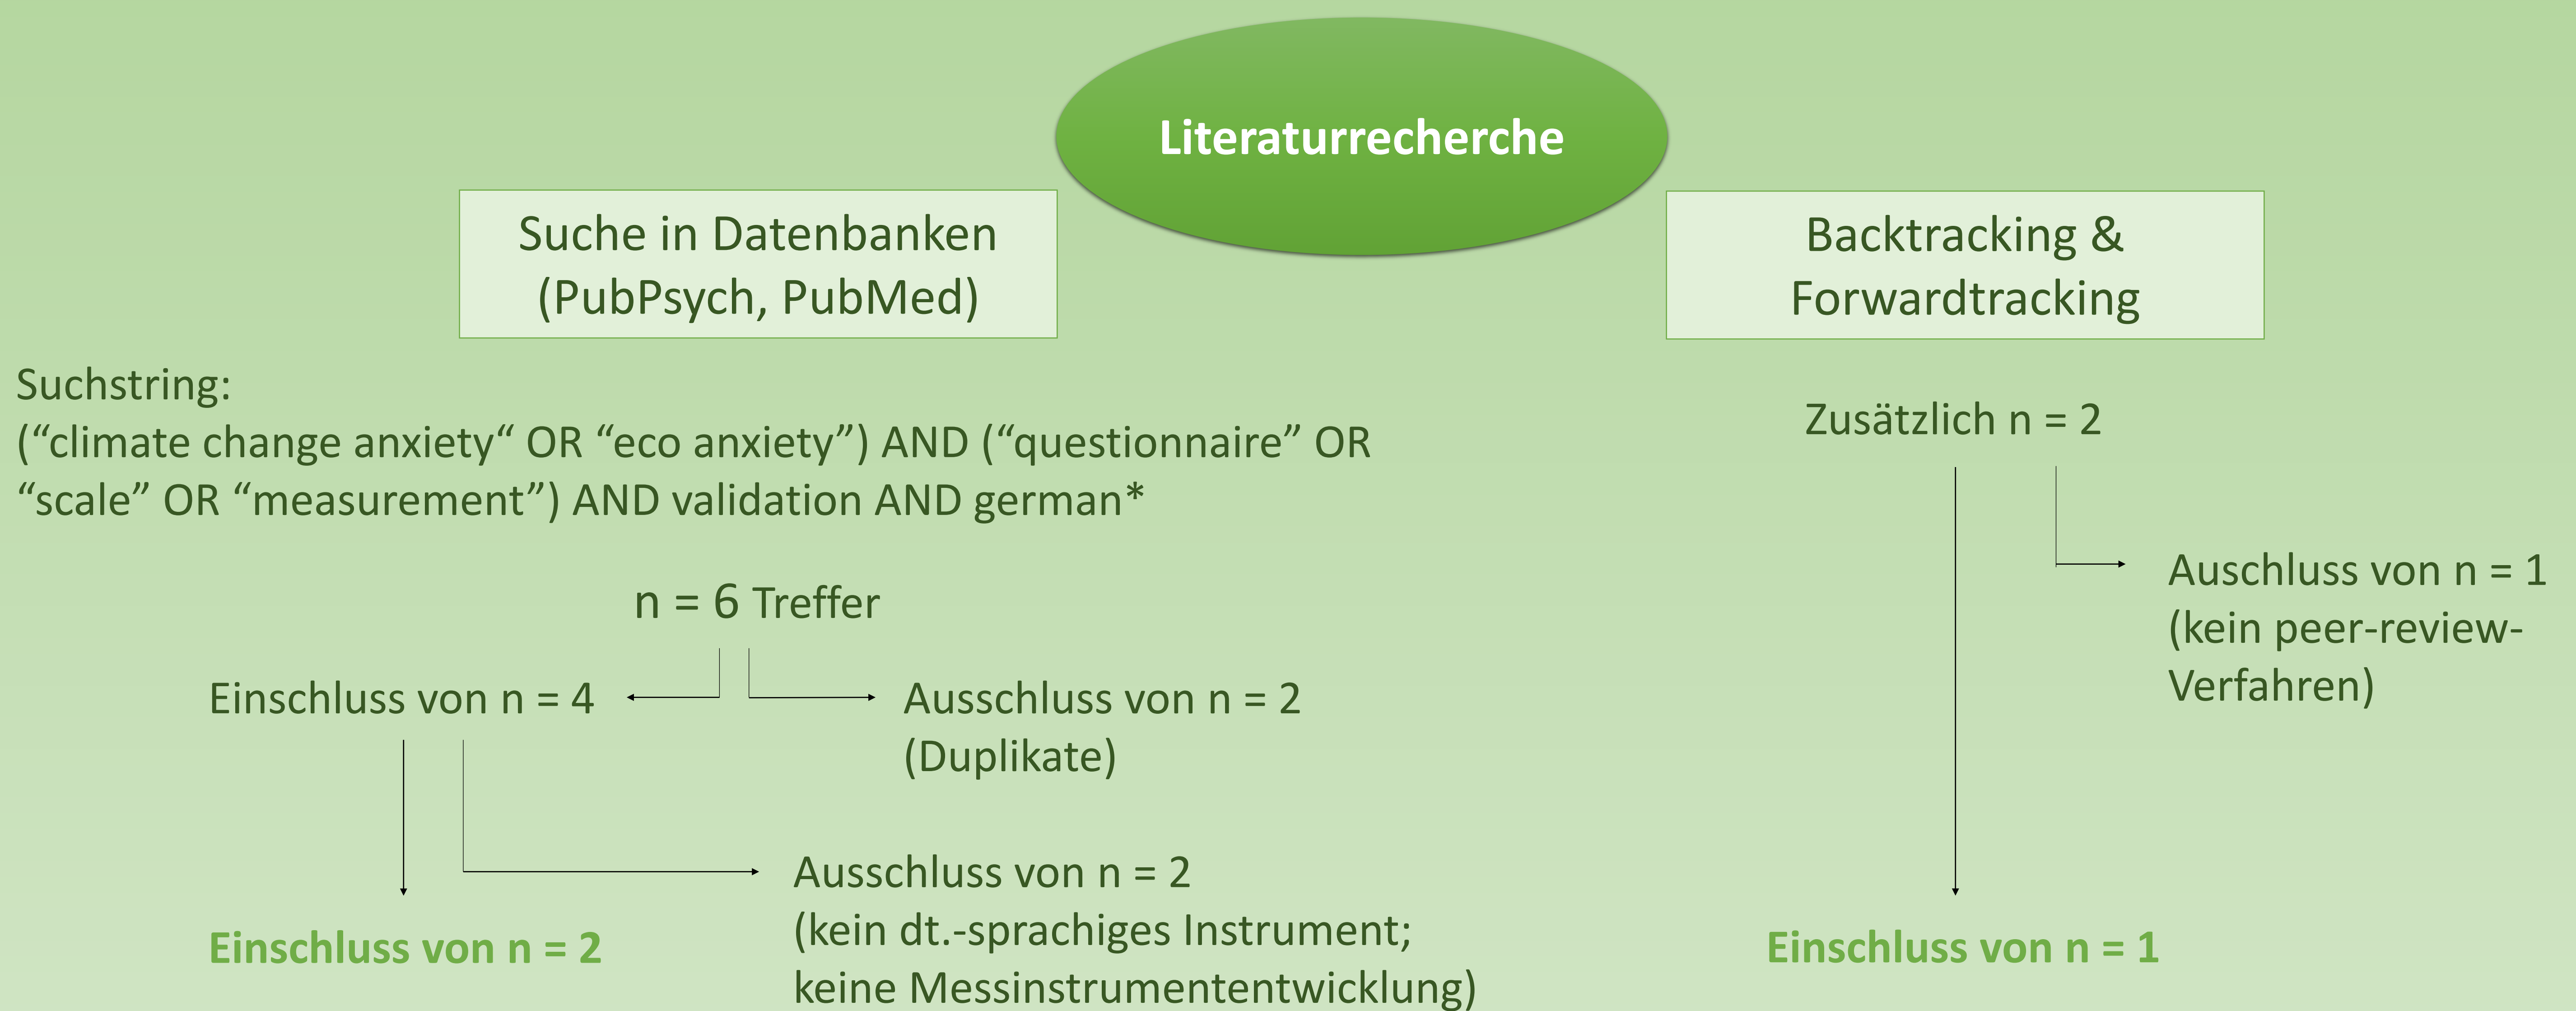 Literaturrecherche
Suche in Datenbanken
(PubPsych, PubMed)
Suchstring:
(“climate change anxiety“ OR “eco anxiety”) AND (“questionnaire” OR
“scale” OR “measurement”) AND validation AND german*
n = 6 Treffer
Einschluss von n = 4
Ausschluss von n = 2
(Duplikate)
Ausschluss von n = 2
(kein dt.-sprachiges Instrument;
keine Messinstrumententwicklung)
Einschluss von n = 2
Backtracking &
Forwardtracking
Zusätzlich n = 2
Auschluss von n = 1
(kein peer-review-
Verfahren)
Einschluss von n = 1